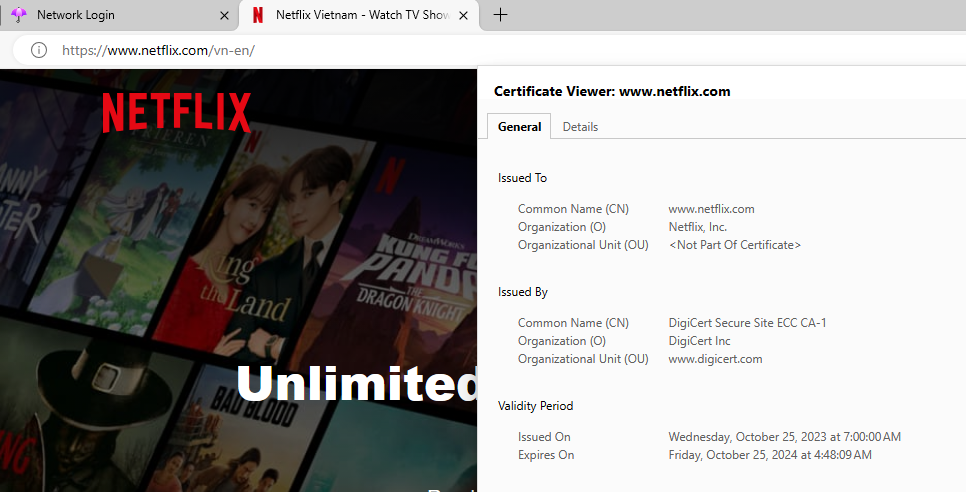 Network Login
Netflix Vietnam - Watch TV Show
https://www.netflix.com/vn-en/
Certificate Viewer: www.netflix.com
General
Details
NETFLIX
Issued To
Common Name (CN) www.netflix.com
Organization (O) Netflix, Inc.
Organizational Unit (OU) <Not Part Of Certificate>
King
the Land
DREAMWORKS
KUNG FU
PANDA
THE
DRAGON KNIGHT
Issued By
Common Name (CN) DigiCert Secure Site ECC CA-1
Organization (O) DigiCert Inc
Organizational Unit (OU) www.digicert.com
Unlimited
BAD BLOOD
Validity Period
Issued On Wednesday, October 25, 2023 at 7:00:00 AM
Expires On Friday, October 25, 2024 at 4:48:09 AM